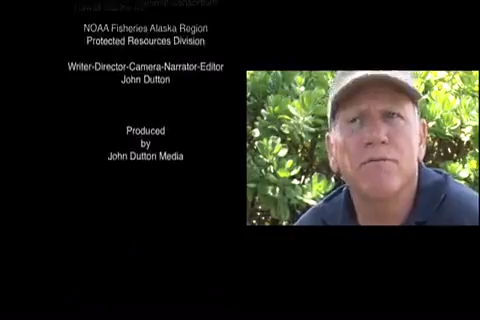 NOAA Fisheries Alaska Region
Protected Resources Division
Writer-Director-Camera-Narrator-Editor
John Dutton
Produced
by
John Dutton Media